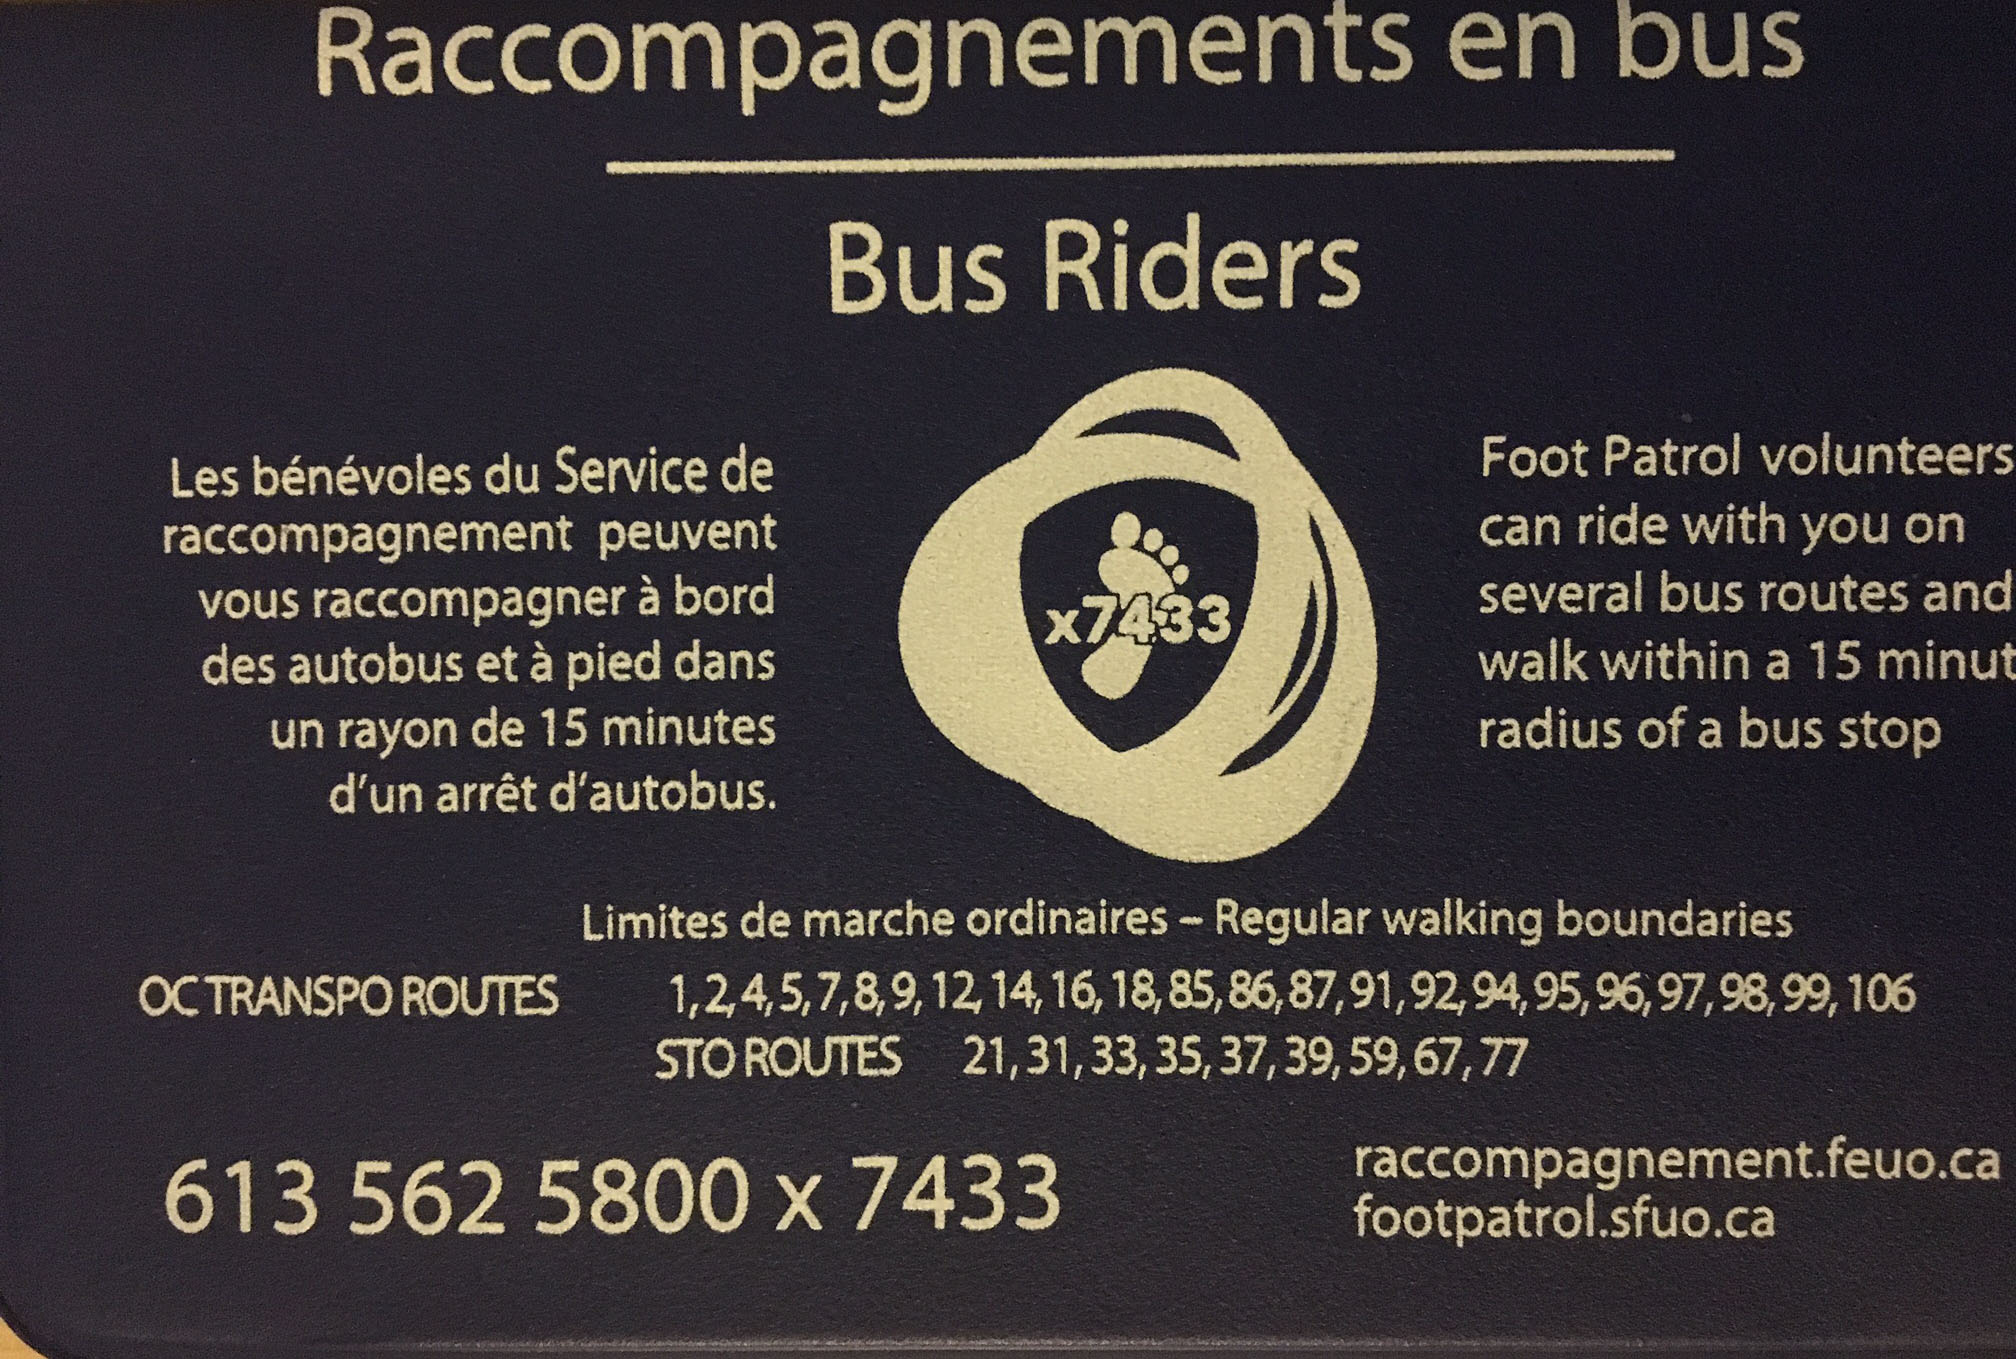 Raccompagnements en bus
Bus Riders
Les bénévoles du Service de
raccompagnement peuvent
vous raccompagner à bord
des autobus et à pied dans
un rayon de 15 minutes
d'un arrêt d'autobus.
x7433
Foot Patrol volunteers
can ride with you on
several bus routes and
walk within a 15 minut
radius of a bus stop
Limites de marche ordinaires – Regular walking boundaries
OC TRANSPO ROUTES 1, 2, 4, 5, 7, 8, 9, 12, 14, 16, 18, 85, 86, 87, 91, 92, 94, 95, 96, 97, 98, 99, 106
STO ROUTES 21, 31, 33, 35, 37, 39, 59, 67, 77
613 562 5800 x 7433
raccompagnement.feuo.ca
footpatrol.sfuo.ca